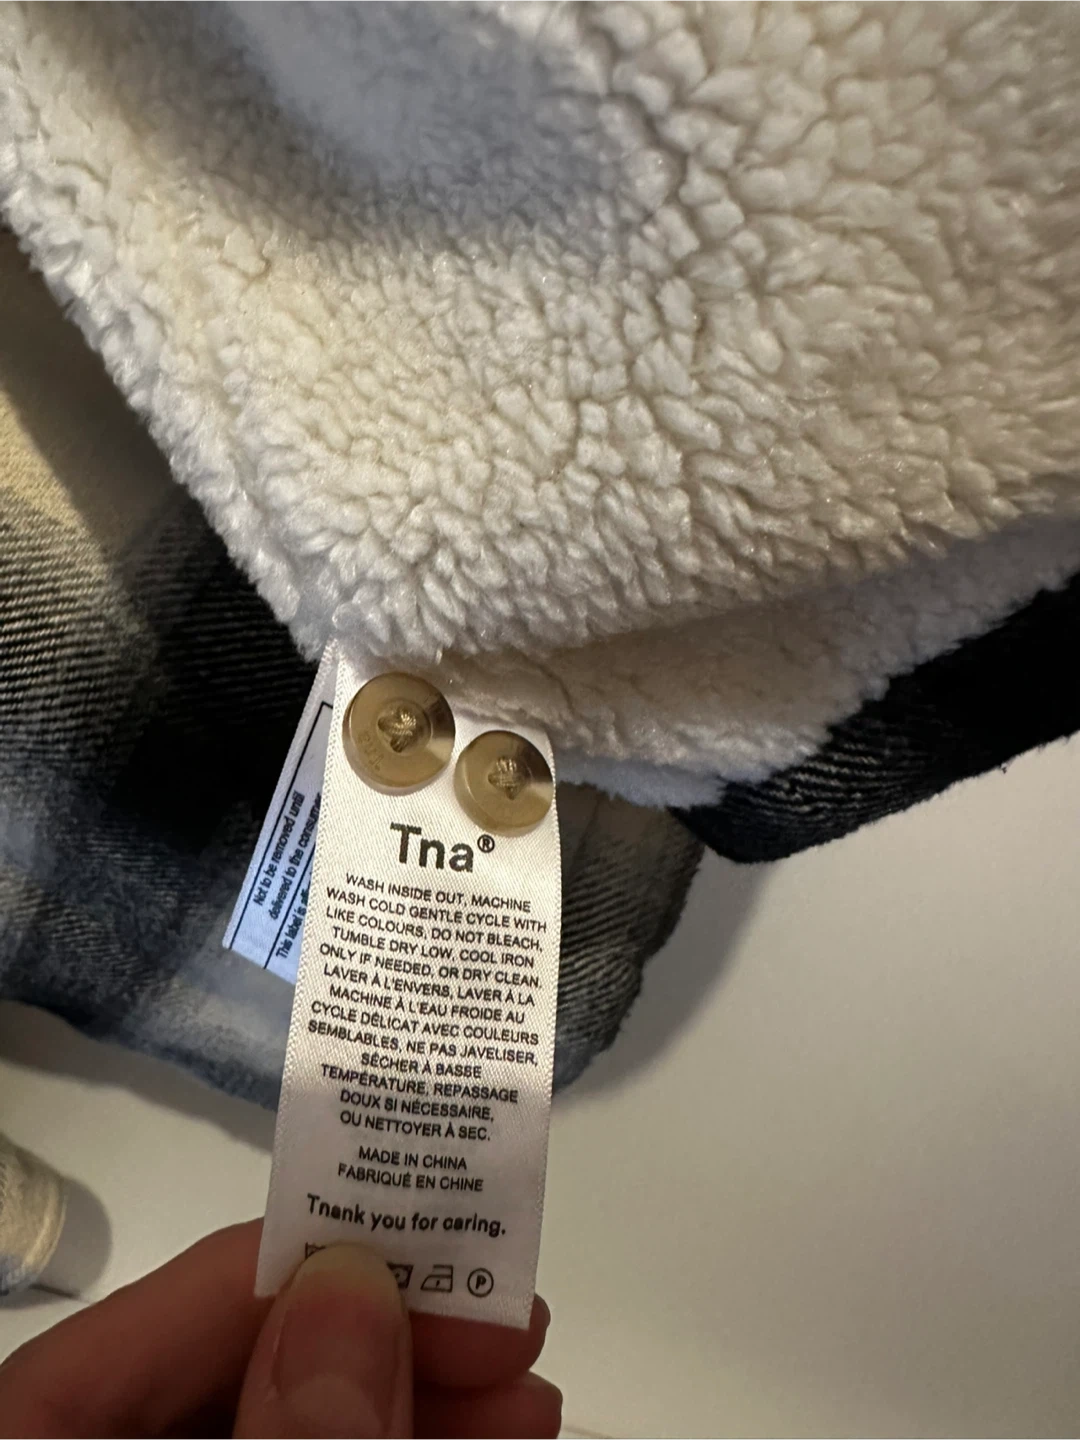 Tna®
WASH INSIDE OUT, MACHINE
WASH COLD GENTLE CYCLE WITH
LIKE COLOURS, DO NOT BLEACH,
TUMBLE DRY LOW, COOL IRON
ONLY IF NEEDED, OR DRY CLEAN.
LAVER À L'ENVERS, LAVER À LA
MACHINE À L'EAU FROIDE AU
CYCLE DÉLICAT AVEC COULEURS
SEMBLABLES, NE PAS JAVELISER,
SÉCHER À BASSE
TEMPÉRATURE, REPASSAGE
DOUX SI NÉCESSAIRE,
OU NETTOYER À SEC.
MADE IN CHINA
FABRIQUÉ EN CHINE
Tnank you for caring.
P
Not to be removed until
delivered to the consumer
This label is